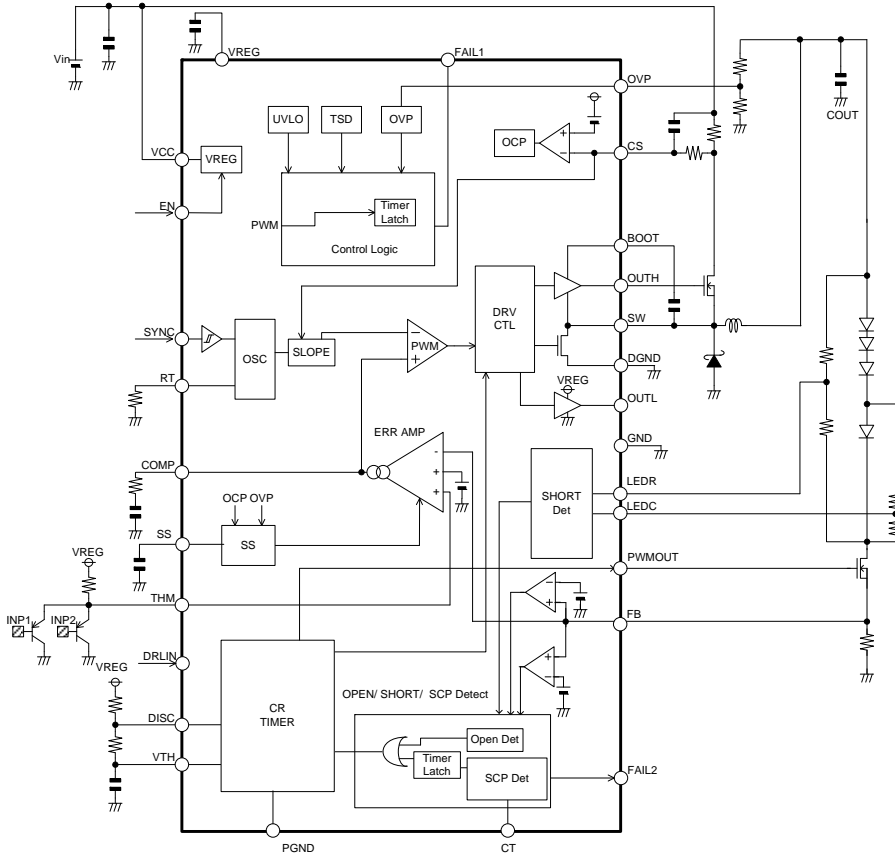 VREG
FAIL1
Vin
OVP
COUT
UVLO
TSD
OVP
OCP
+
−
CS
VCC
VREG
EN
PWM
Timer
Latch
Control Logic
BOOT
OUTH
SW
DGND
DRV
CTL
SYNC
OSC
SLOPE
−
+
PWM
RT
VREG
OUTL
GND
ERR AMP
COMP
-
+
+
SHORT
Det
LEDR
LEDC
OCP OVP
SS
SS
PWMOUT
VREG
THM
−
+
FB
INP1
INP2
DRLIN
+
−
VREG
OPEN/ SHORT/ SCP Detect
CR
TIMER
DISC
Open Det
Timer
Latch
SCP Det
VTH
FAIL2
PGND
CT